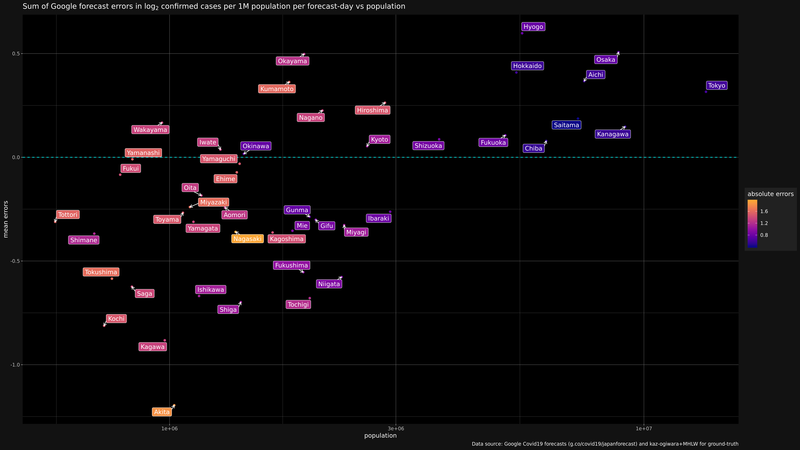 Sum of Google forecast errors in log₂ confirmed cases per 1M population per forecast-day vs population
Hyogo
0.5
Okayama
Osaka
Hokkaido
Aichi
Kumamoto
Tokyo
Hiroshima
Nagano
Wakayama
Saitama
Kanagawa
Iwate
Okinawa
Kyoto
Shizuoka
Fukuoka
Chiba
Yamanashi
0.0
Yamaguchi
Fukui
Ehime
Oita
absolute errors
Miyazaki
1.6
1.2
0.8
Tottori
Toyama
Aomori
Gunma
Ibaraki
mean errors
Yamagata
Mie
Gifu
Miyagi
Shimane
Nagasaki
Kagoshima
-0.5
Tokushima
Fukushima
Niigata
Saga
Ishikawa
Shiga
Tochigi
Kochi
Kagawa
-1.0
Akita
1e+06
3e+06
1e+07
population
Data source: Google Covid19 forecasts (g.co/covid19/japanforecast) and kaz-ogiwara+MHLW for ground-truth